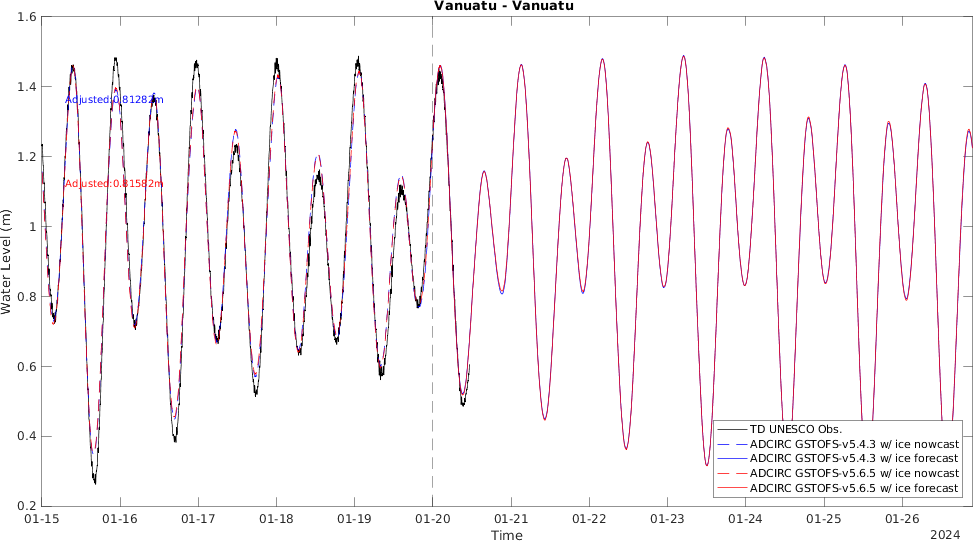 Vanuatu - Vanuatu
1.6
1.4
1.2
1
0.8
0.6
0.4
0.2
Water Level (m)
Adjusted:0.81282m
Adjusted:0.81582m
TD UNESCO Obs.
ADCIRC GSTOFS-v5.4.3 w/ ice nowcast
ADCIRC GSTOFS-v5.4.3 w/ ice forecast
ADCIRC GSTOFS-v5.6.5 w/ ice nowcast
ADCIRC GSTOFS-v5.6.5 w/ ice forecast
01-15 01-16 01-17 01-18 01-19 01-20 01-21 01-22 01-23 01-24 01-25 01-26
Time
2024